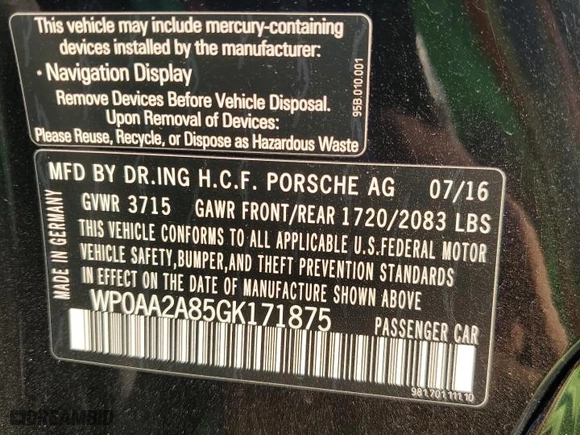 This vehicle may include mercury-containing
devices installed by the manufacturer:
• Navigation Display
Remove Devices Before Vehicle Disposal.
Upon Removal of Devices:
Please Reuse, Recycle, or Dispose as Hazardous Waste
95B.010.001
MFD BY DR.ING H.C.F. PORSCHE AG 07/16
GVWR 3715 GAWR FRONT/REAR 1720/2083 LBS
THIS VEHICLE CONFORMS TO ALL APPLICABLE U.S.FEDERAL MOTOR
VEHICLE SAFETY,BUMPER,AND THEFT PREVENTION STANDARDS
IN EFFECT ON THE DATE OF MANUFACTURE SHOWN ABOVE
WP0AA2A85GK171875 PASSENGER CAR
MADE IN GERMANY
981.701.111.10
DREAMBID